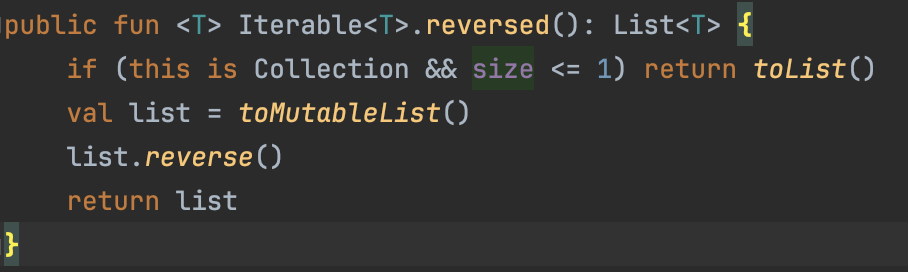 public fun <T> Iterable<T>.reversed(): List<T> {
    if (this is Collection && size <= 1) return toList()
    val list = toMutableList()
    list.reverse()
    return list
}